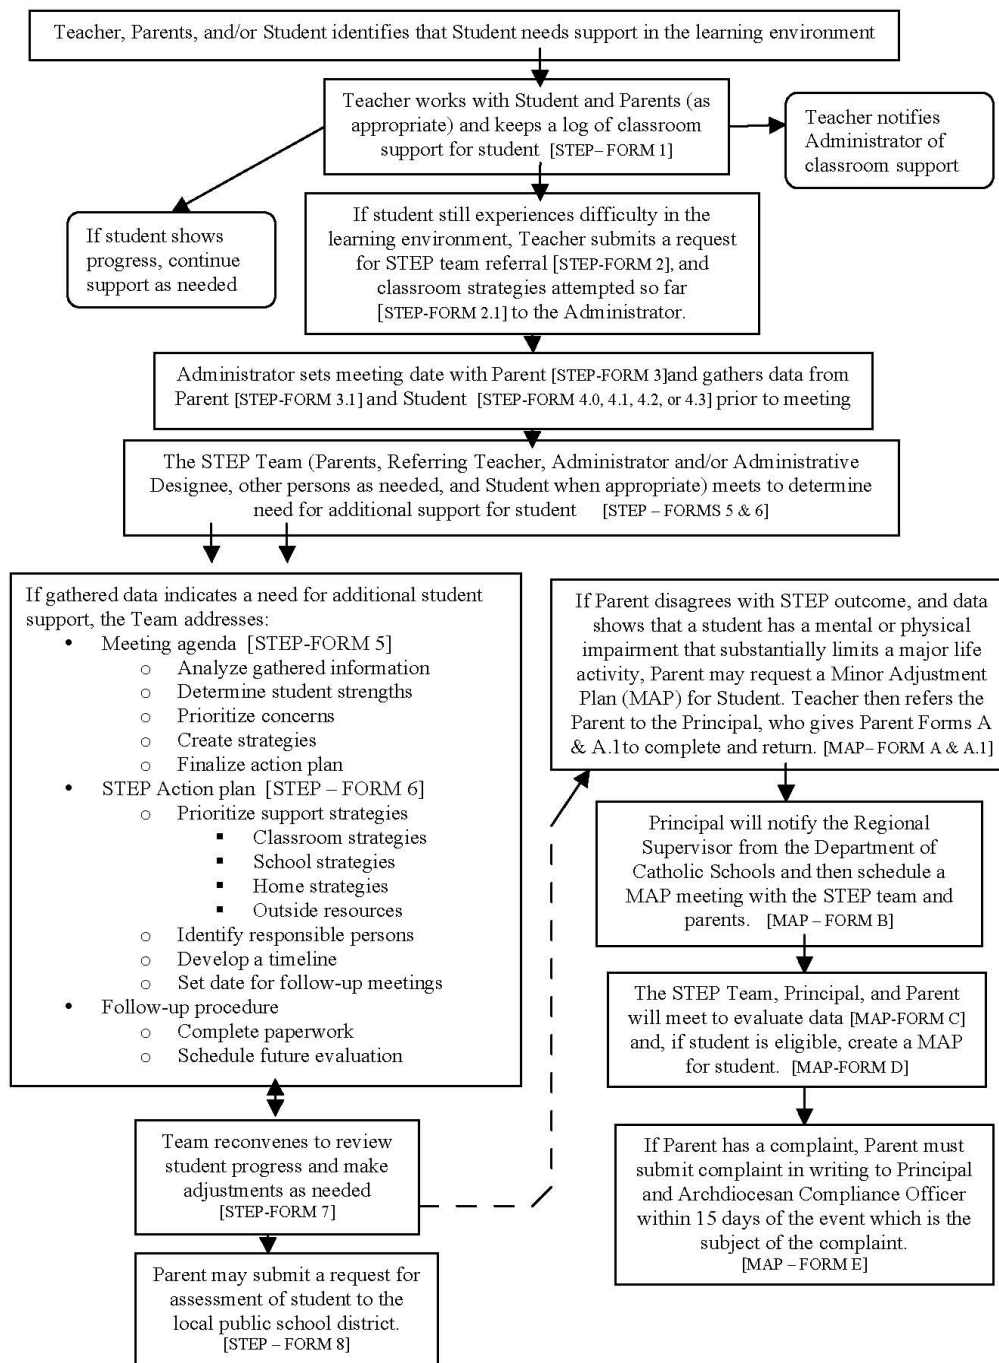 Teacher, Parents, and/or Student identifies that Student needs support in the learning environment
Teacher works with Student and Parents (as
appropriate) and keeps a log of classroom
support for student [STEP– FORM 1]
Teacher notifies
Administrator of
classroom support
If student shows
progress, continue
support as needed
If student still experiences difficulty in the
learning environment, Teacher submits a request
for STEP team referral [STEP-FORM 2], and
classroom strategies attempted so far
[STEP-FORM 2.1] to the Administrator.
Administrator sets meeting date with Parent [STEP-FORM 3]and gathers data from
Parent [STEP-FORM 3.1] and Student [STEP-FORM 4.0, 4.1, 4.2, or 4.3] prior to meeting
The STEP Team (Parents, Referring Teacher, Administrator and/or Administrative
Designee, other persons as needed, and Student when appropriate) meets to determine
need for additional support for student [STEP – FORMS 5 & 6]
If gathered data indicates a need for additional student
support, the Team addresses:
• Meeting agenda [STEP-FORM 5]
o Analyze gathered information
o Determine student strengths
o Prioritize concerns
o Create strategies
o Finalize action plan
• STEP Action plan [STEP – FORM 6]
o Prioritize support strategies
▪ Classroom strategies
▪ School strategies
▪ Home strategies
▪ Outside resources
o Identify responsible persons
o Develop a timeline
o Set date for follow-up meetings
• Follow-up procedure
o Complete paperwork
o Schedule future evaluation
Team reconvenes to review
student progress and make
adjustments as needed
[STEP-FORM 7]
Parent may submit a request for
assessment of student to the
local public school district.
[STEP – FORM 8]
If Parent disagrees with STEP outcome, and data
shows that a student has a mental or physical
impairment that substantially limits a major life
activity, Parent may request a Minor Adjustment
Plan (MAP) for Student. Teacher then refers the
Parent to the Principal, who gives Parent Forms A
& A.1 to complete and return. [MAP– FORM A & A.1]
Principal will notify the Regional
Supervisor from the Department of
Catholic Schools and then schedule a
MAP meeting with the STEP team and
parents. [MAP – FORM B]
The STEP Team, Principal, and Parent
will meet to evaluate data [MAP-FORM C]
and, if student is eligible, create a MAP
for student. [MAP-FORM D]
If Parent has a complaint, Parent must
submit complaint in writing to Principal
and Archdiocesan Compliance Officer
within 15 days of the event which is the
subject of the complaint.
[MAP – FORM E]